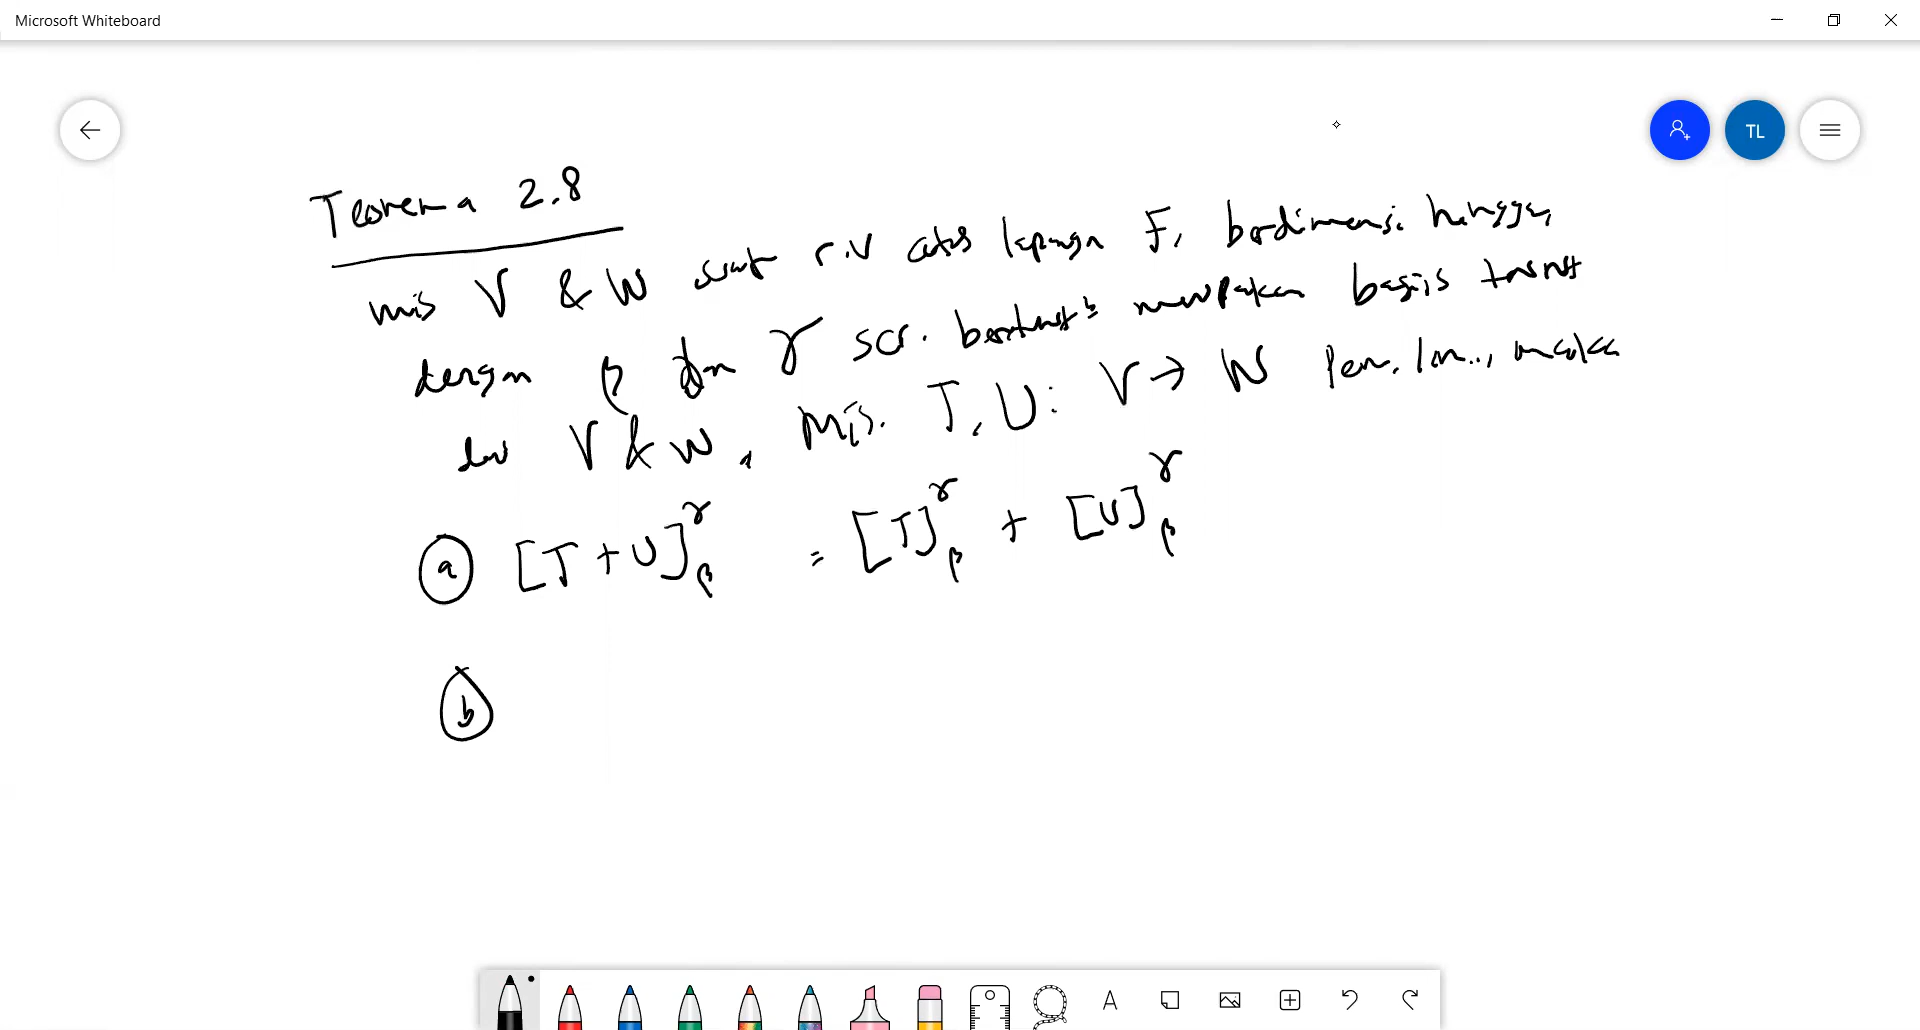 Microsoft Whiteboard
TL
Teorema 2.8
mis V & W suatu r.v atas lapangan F, berdimensi hingga,
dengan β dan γ scr. berturut² merupakan basis terurut
dari V & W, Mis. T, U: V → W pem. lin., maka
(a) [T + U]_β^γ = [T]_β^γ + [U]_β^γ
(b)
A